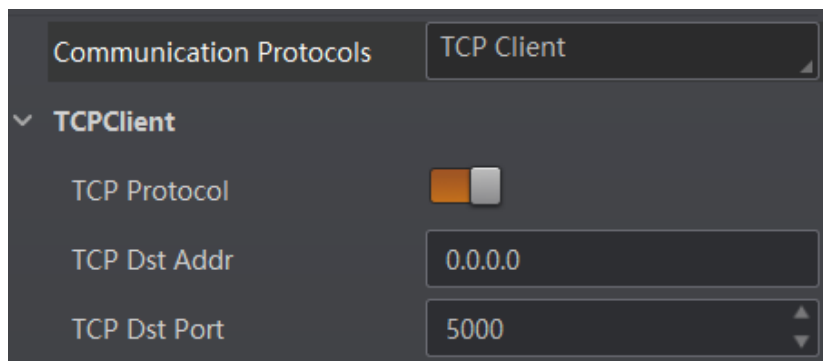 Communication Protocols TCP Client
TCPClient
TCP Protocol
TCP Dst Addr 0.0.0.0
TCP Dst Port 5000